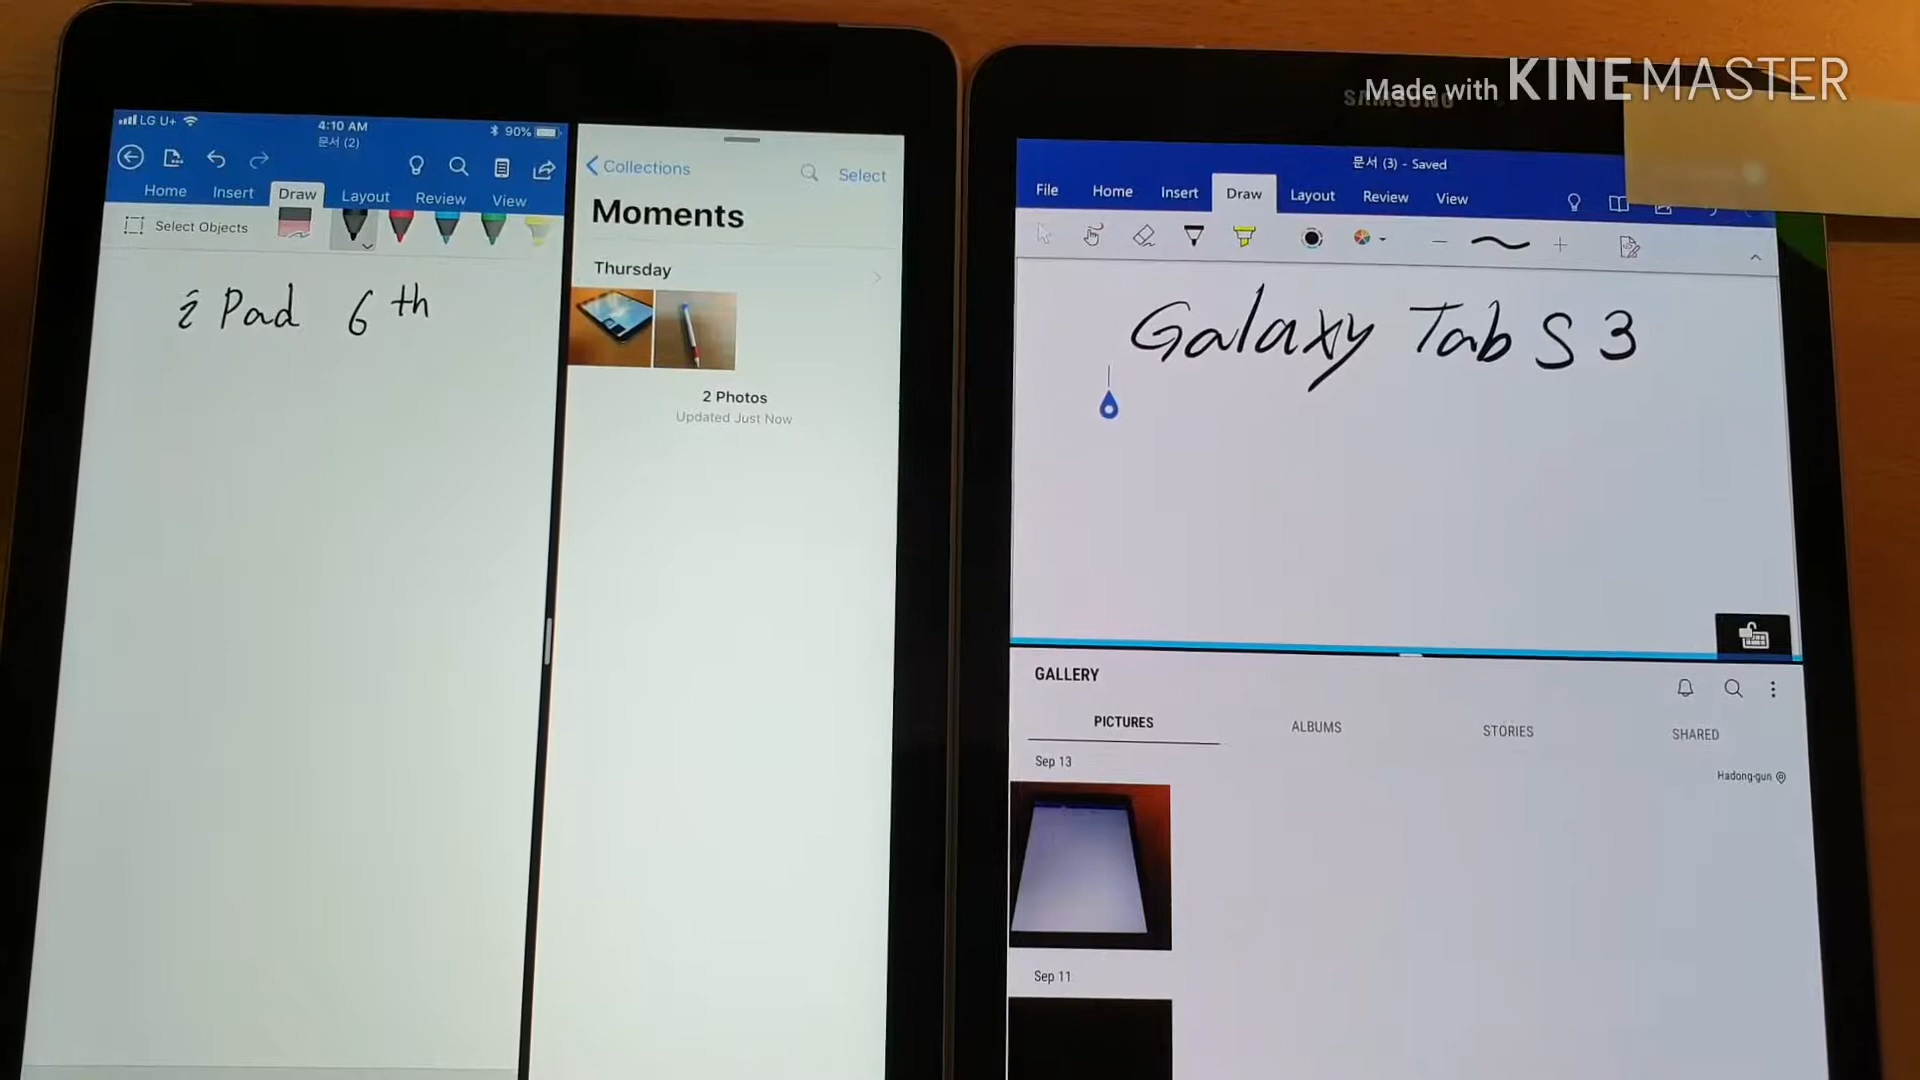 Made with KINEMASTER
SAMSUNG
LG U+ 4:10 AM 90%
문서 (2)
Home Insert Draw Layout Review View
Select Objects
i Pad 6 th
Collections Select
Moments
Thursday
2 Photos
Updated Just Now
문서 (3) - Saved
File Home Insert Draw Layout Review View
Galaxy Tab S 3
GALLERY
PICTURES ALBUMS STORIES SHARED
Sep 13
Hadong-gun
Sep 11